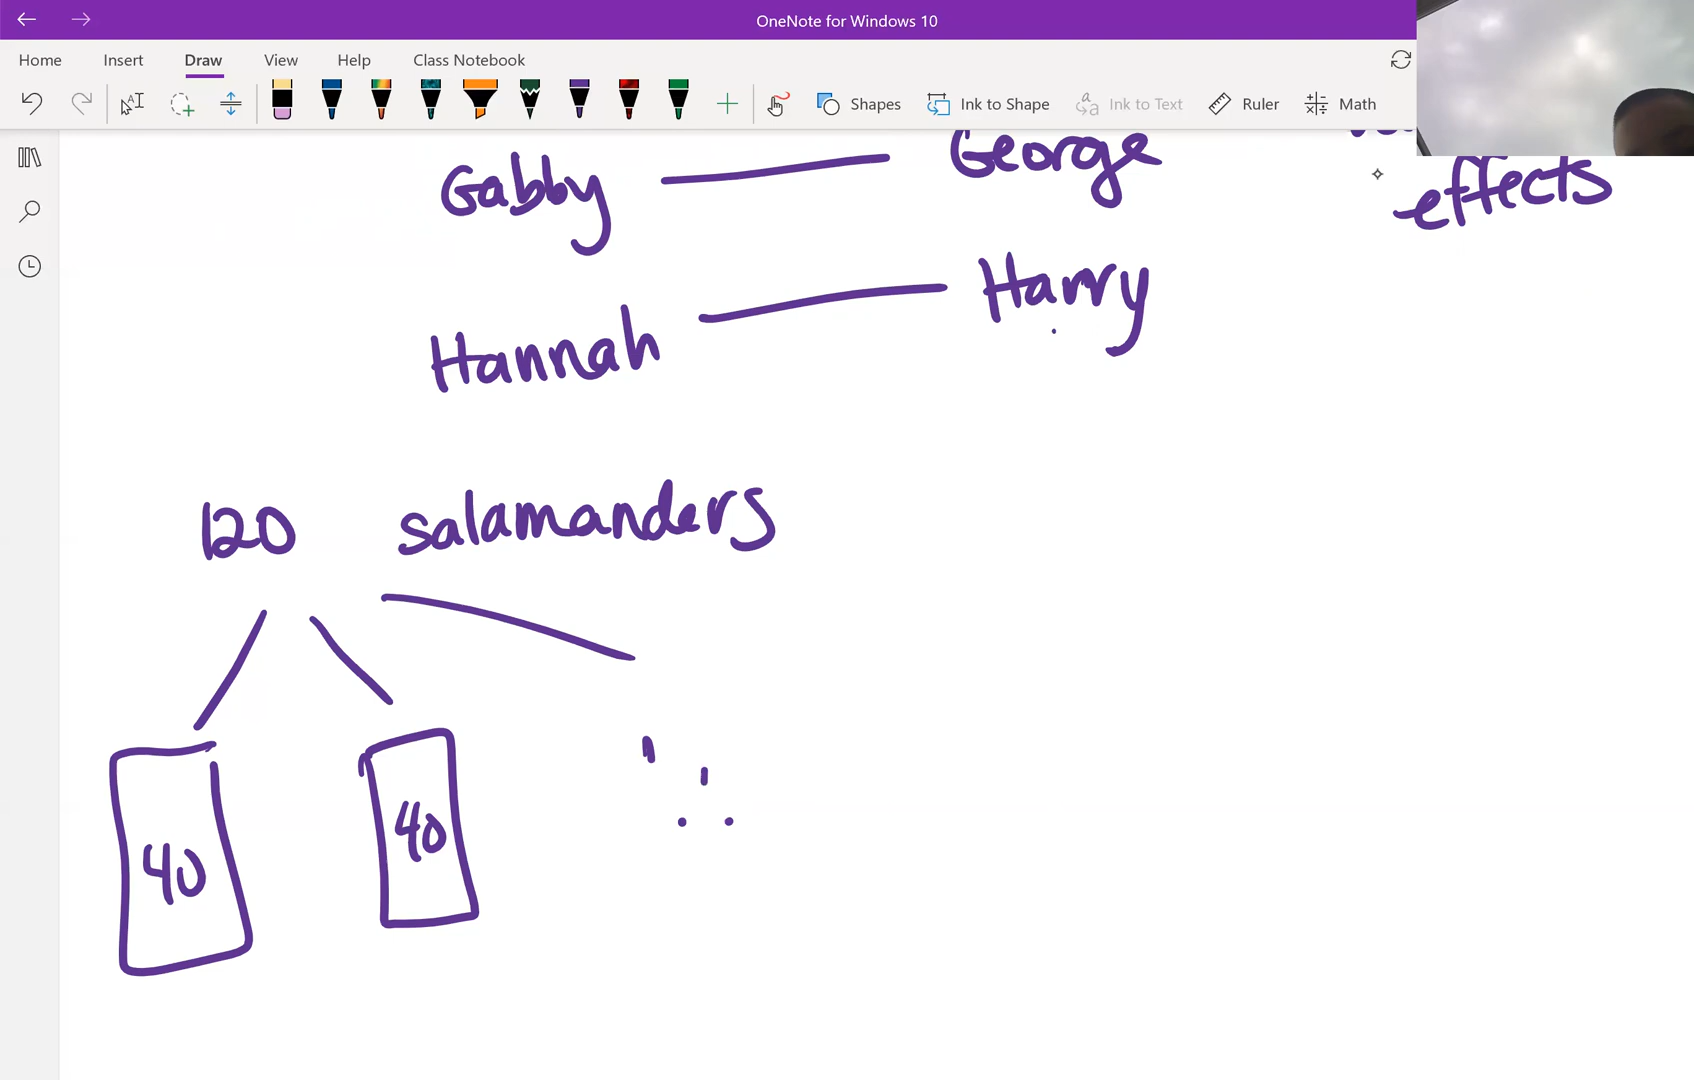 OneNote for Windows 10
Home Insert Draw View Help Class Notebook
Shapes Ink to Shape Ink to Text Ruler Math
Gabby George
effects
Hannah Harry
120 salamanders
40 40